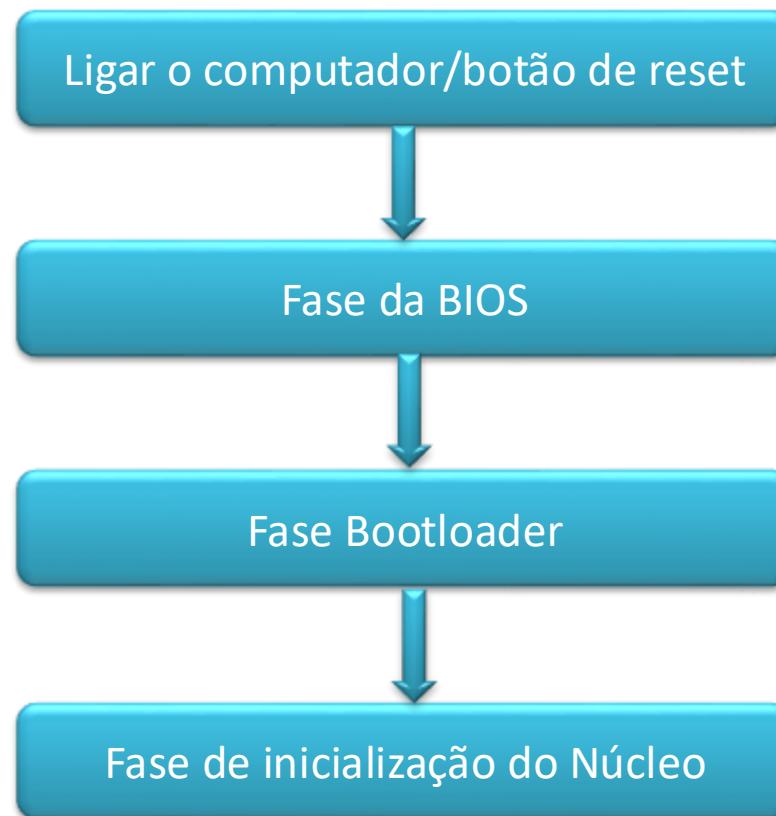 Ligar o computador/botão de reset
Fase da BIOS
Fase Bootloader
Fase de inicialização do Núcleo